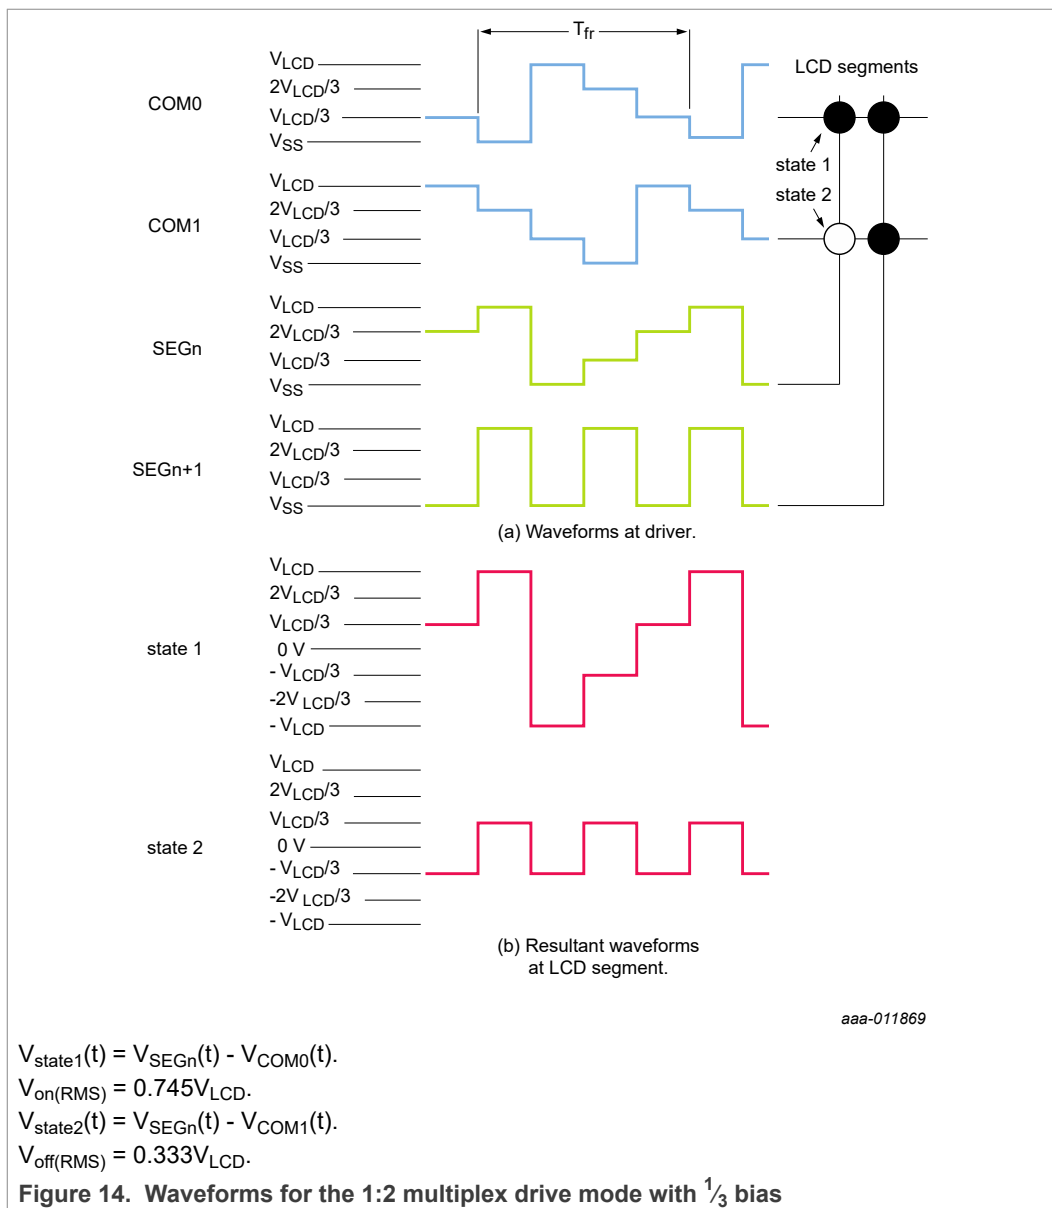 T_fr
LCD segments
COM0
V_LCD
2V_LCD/3
V_LCD/3
V_SS
state 1
state 2
COM1
V_LCD
2V_LCD/3
V_LCD/3
V_SS
SEGn
V_LCD
2V_LCD/3
V_LCD/3
V_SS
SEGn+1
V_LCD
2V_LCD/3
V_LCD/3
V_SS
(a) Waveforms at driver.
state 1
V_LCD
2V_LCD/3
V_LCD/3
0 V
- V_LCD/3
-2V_LCD/3
- V_LCD
state 2
V_LCD
2V_LCD/3
V_LCD/3
0 V
- V_LCD/3
-2V_LCD/3
- V_LCD
(b) Resultant waveforms
at LCD segment.
aaa-011869
V_state1(t) = V_SEGn(t) - V_COM0(t).
V_on(RMS) = 0.745V_LCD.
V_state2(t) = V_SEGn(t) - V_COM1(t).
V_off(RMS) = 0.333V_LCD.
Figure 14. Waveforms for the 1:2 multiplex drive mode with 1/3 bias